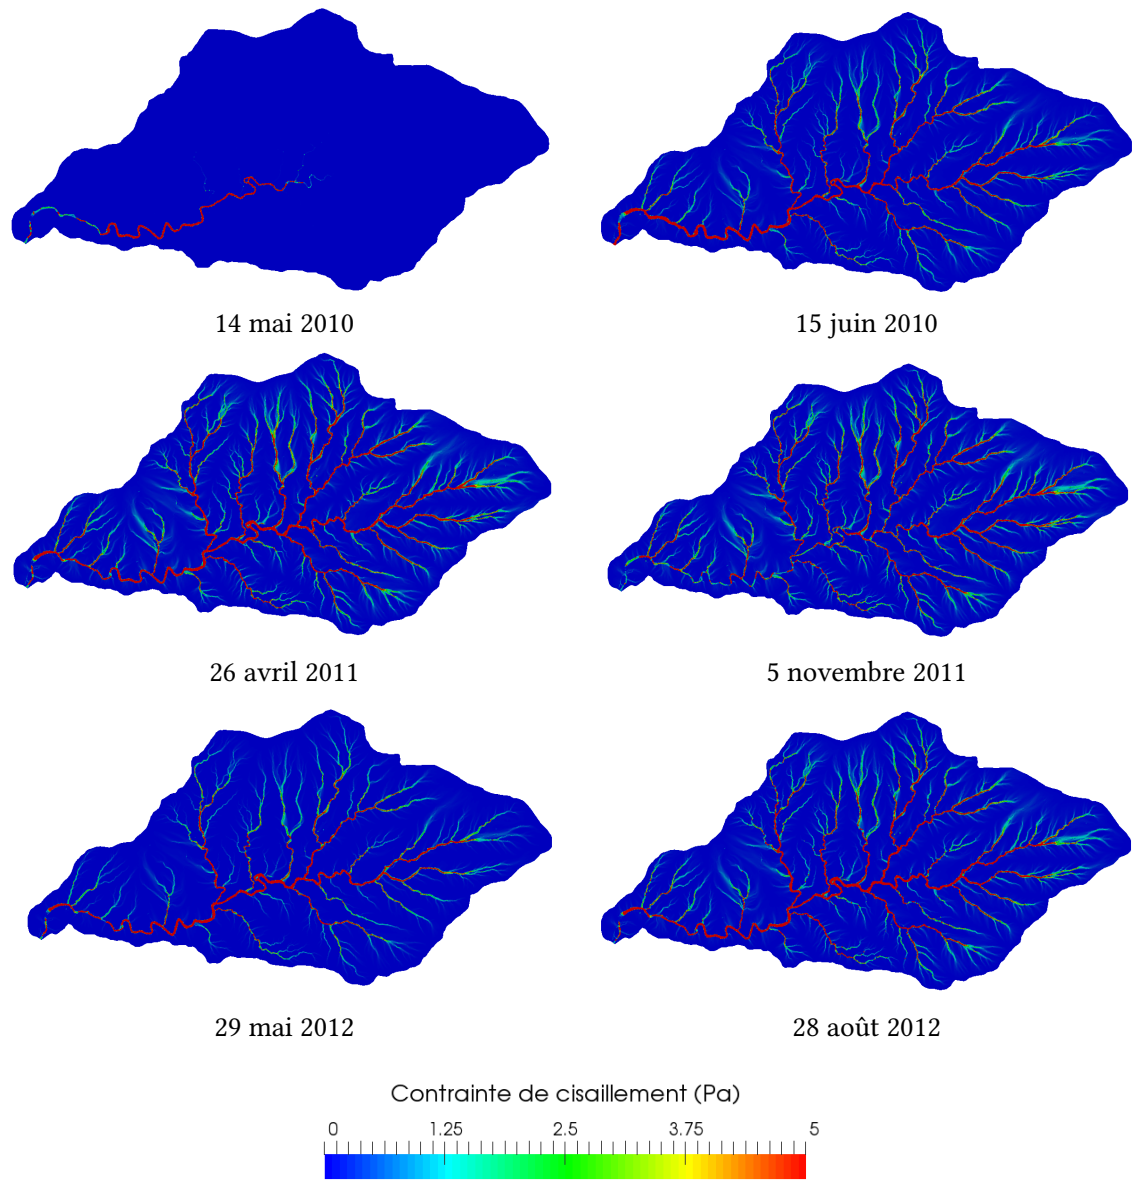 14 mai 2010
15 juin 2010
26 avril 2011
5 novembre 2011
29 mai 2012
28 août 2012
Contrainte de cisaillement (Pa)
0 1.25 2.5 3.75 5